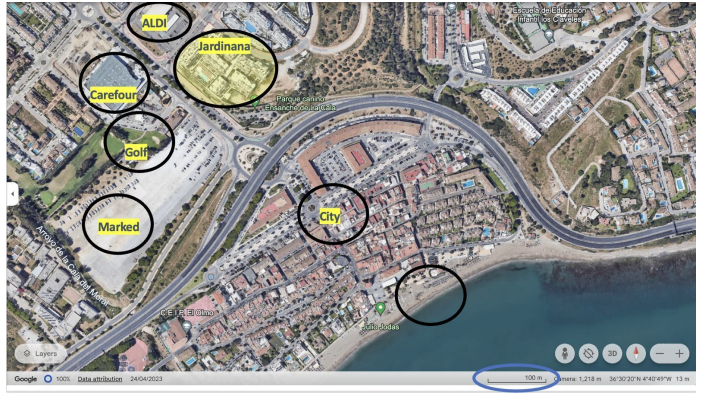 Escuela de Educación
Infantil los Claveles
ALDI
Jardinana
Carefour
Parque canino
Ensanche de La Cala
Golf
City
Marked
Arroyo de la Cala del Moral
C.E.I.P. El Olmo
Julio Jodas
Layers
3D
Google 100% Data attribution 24/04/2023 100 m Camera: 1,218 m 36°30'20"N 4°40'49"W 13 m